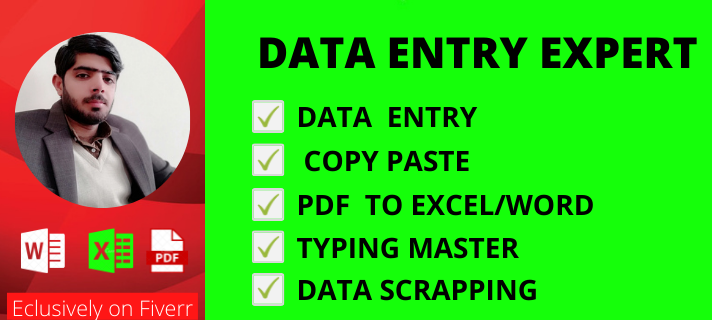 DATA ENTRY EXPERT
DATA ENTRY
COPY PASTE
PDF TO EXCEL/WORD
TYPING MASTER
DATA SCRAPPING
W
X
PDF
Eclusively on Fiverr